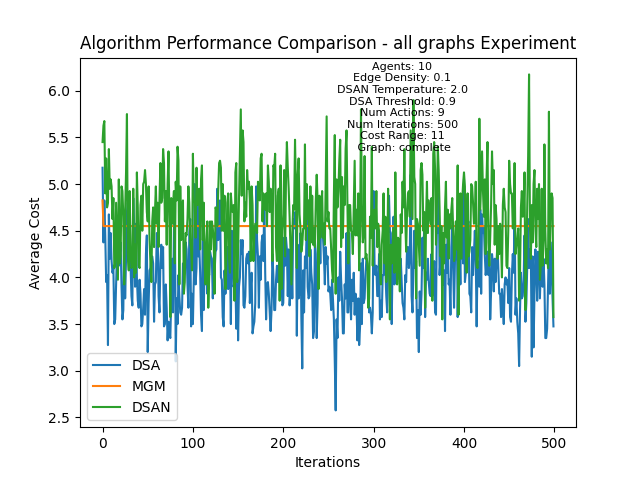 Algorithm Performance Comparison - all graphs Experiment
Agents: 10
Edge Density: 0.1
DSAN Temperature: 2.0
DSA Threshold: 0.9
Num Actions: 9
Num Iterations: 500
Cost Range: 11
Graph: complete
Average Cost
6.0
5.5
5.0
4.5
4.0
3.5
3.0
2.5
DSA
MGM
DSAN
0
100
200
300
400
500
Iterations